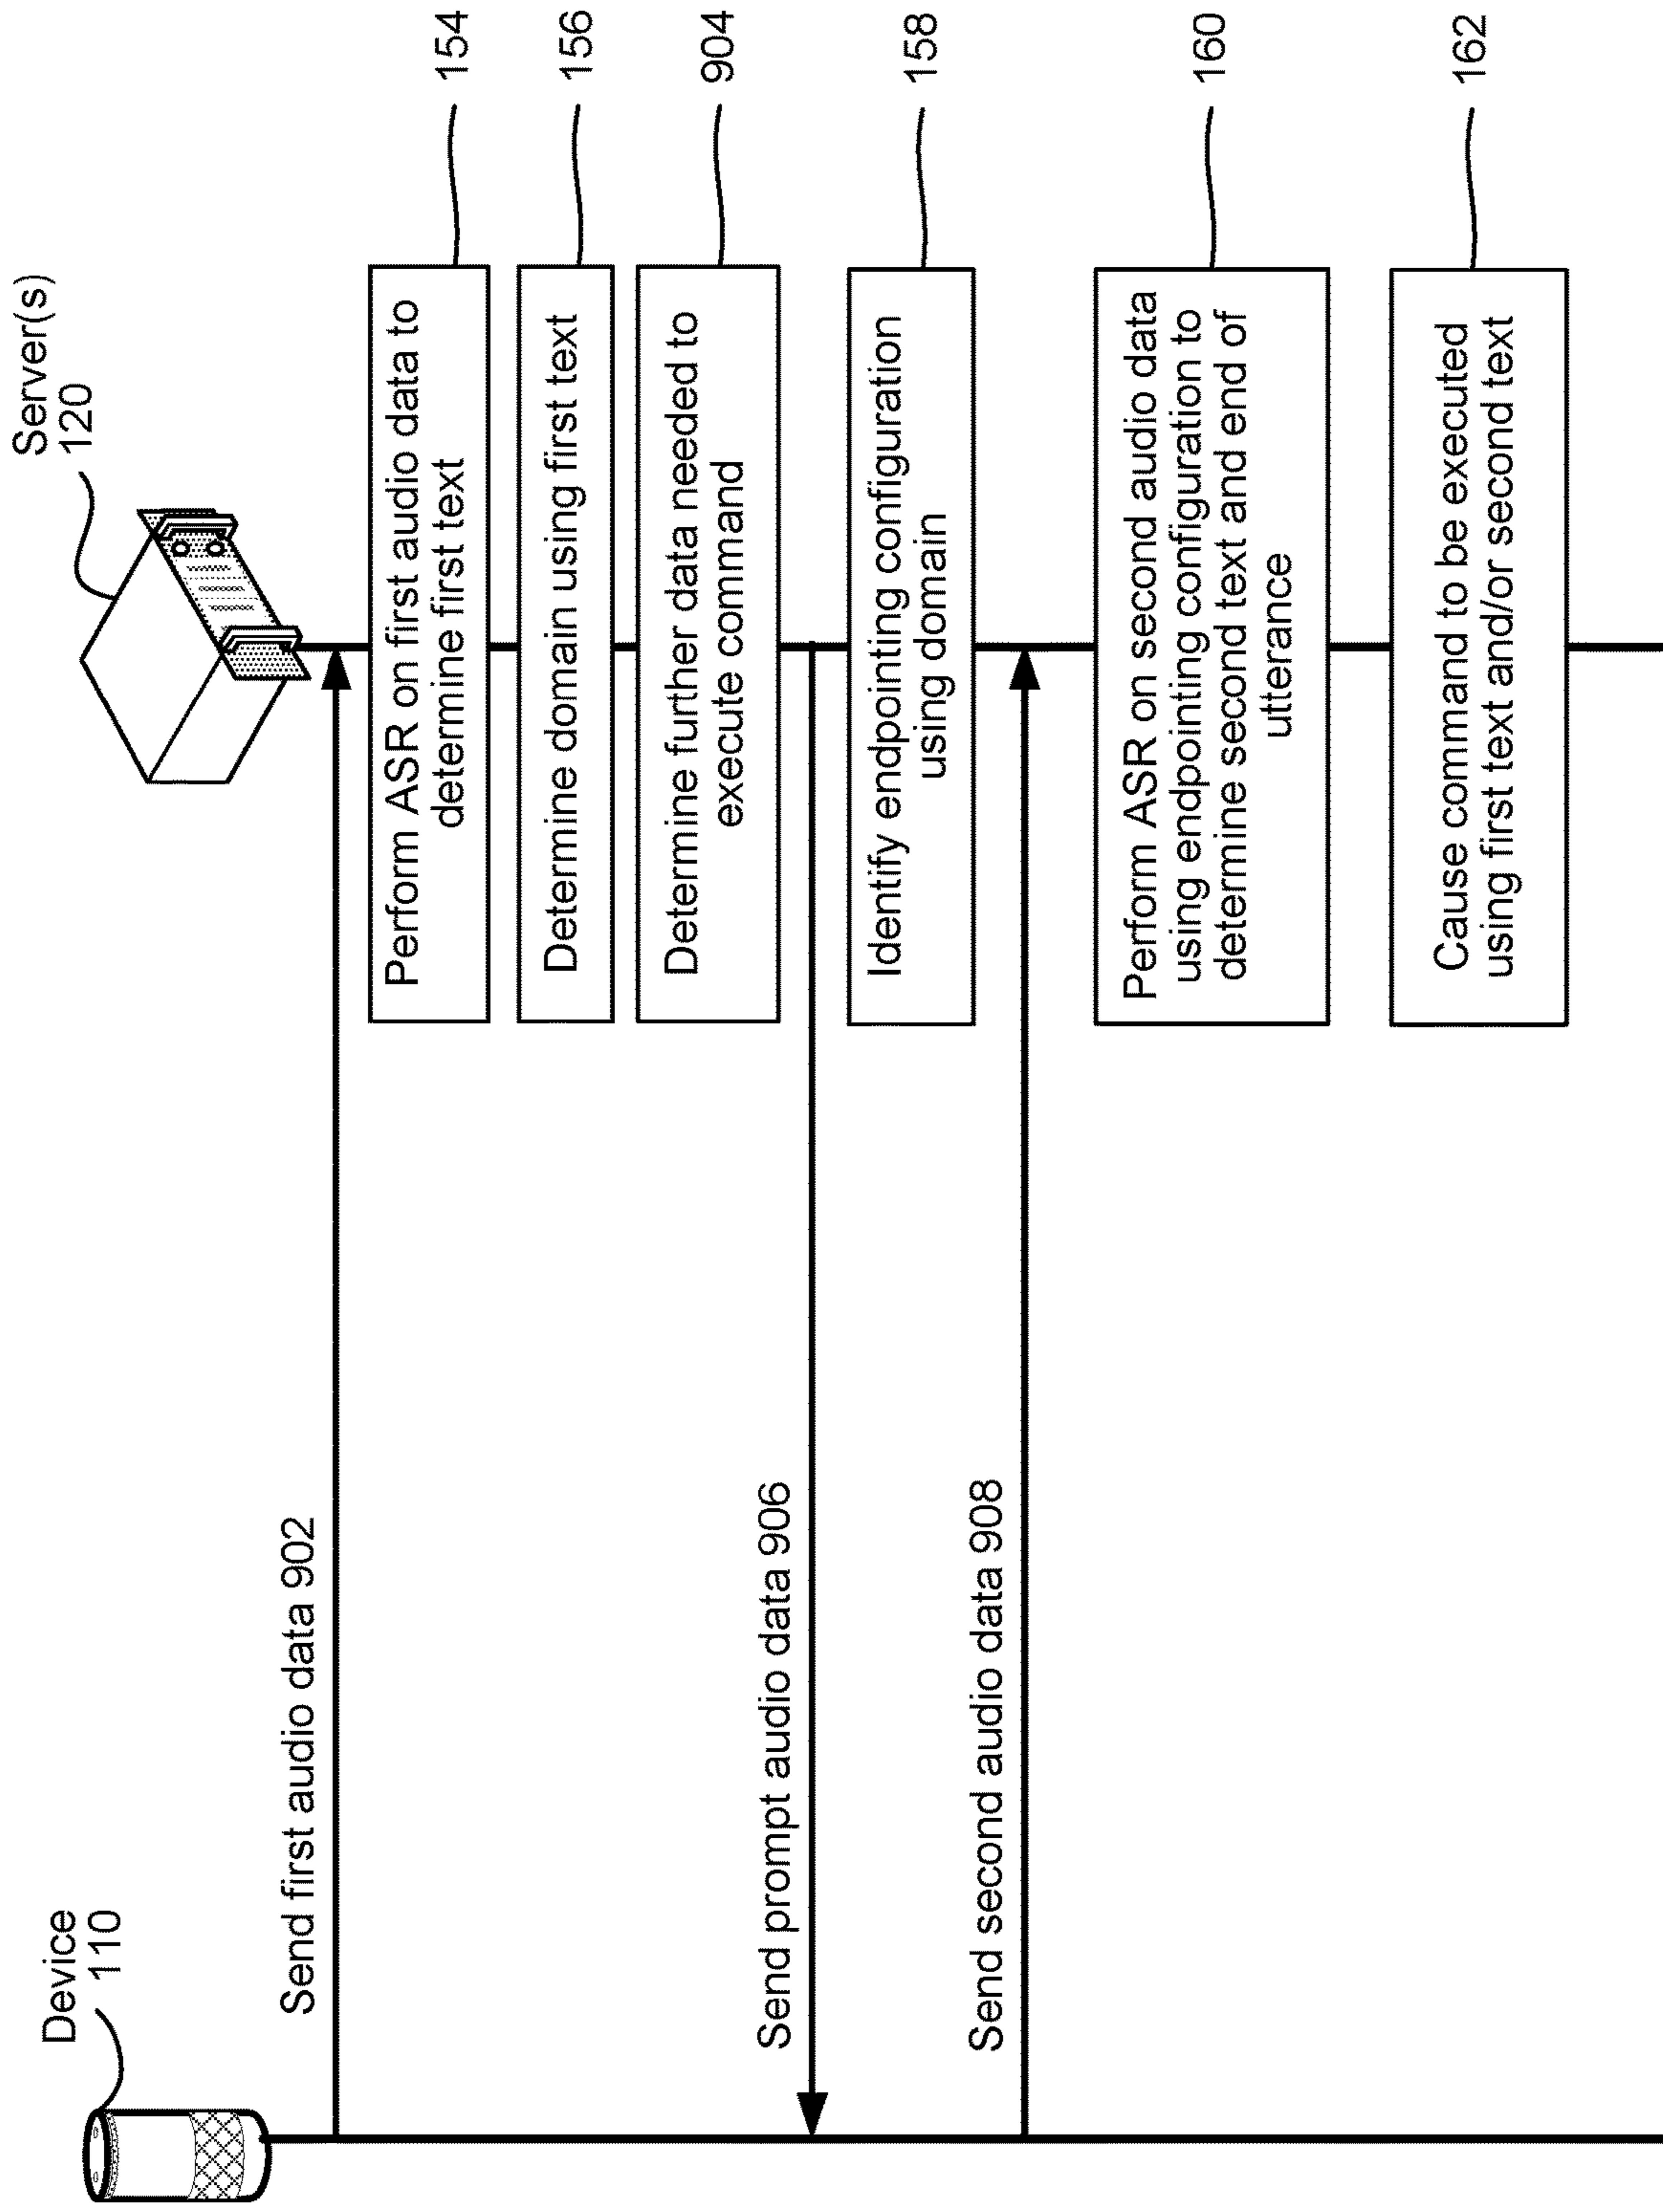 Device
110
Server(s)
120
Send first audio data 902
Perform ASR on first audio data to
determine first text
154
Determine domain using first text
156
Determine further data needed to
execute command
904
Send prompt audio data 906
Identify endpointing configuration
using domain
158
Send second audio data 908
Perform ASR on second audio data
using endpointing configuration to
determine second text and end of
utterance
160
Cause command to be executed
using first text and/or second text
162